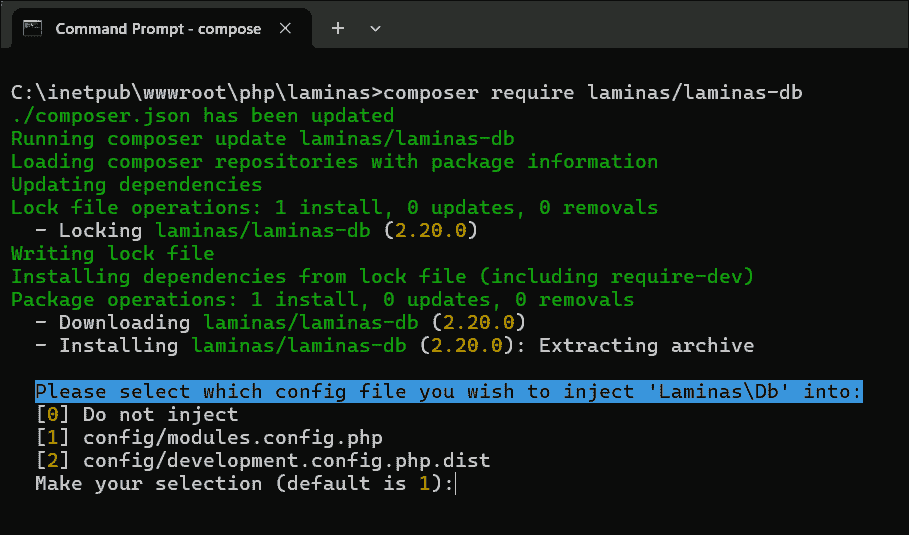 Command Prompt - compose
C:\inetpub\wwwroot\php\laminas>composer require laminas/laminas-db
./composer.json has been updated
Running composer update laminas/laminas-db
Loading composer repositories with package information
Updating dependencies
Lock file operations: 1 install, 0 updates, 0 removals
  - Locking laminas/laminas-db (2.20.0)
Writing lock file
Installing dependencies from lock file (including require-dev)
Package operations: 1 install, 0 updates, 0 removals
  - Downloading laminas/laminas-db (2.20.0)
  - Installing laminas/laminas-db (2.20.0): Extracting archive
  Please select which config file you wish to inject 'Laminas\Db' into:
  [0] Do not inject
  [1] config/modules.config.php
  [2] config/development.config.php.dist
  Make your selection (default is 1):